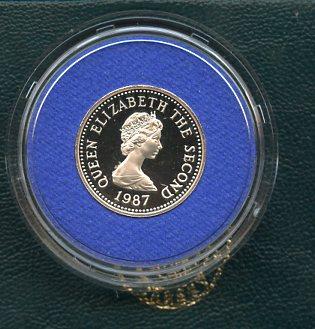 QUEEN ELIZABETH THE SECOND
1987